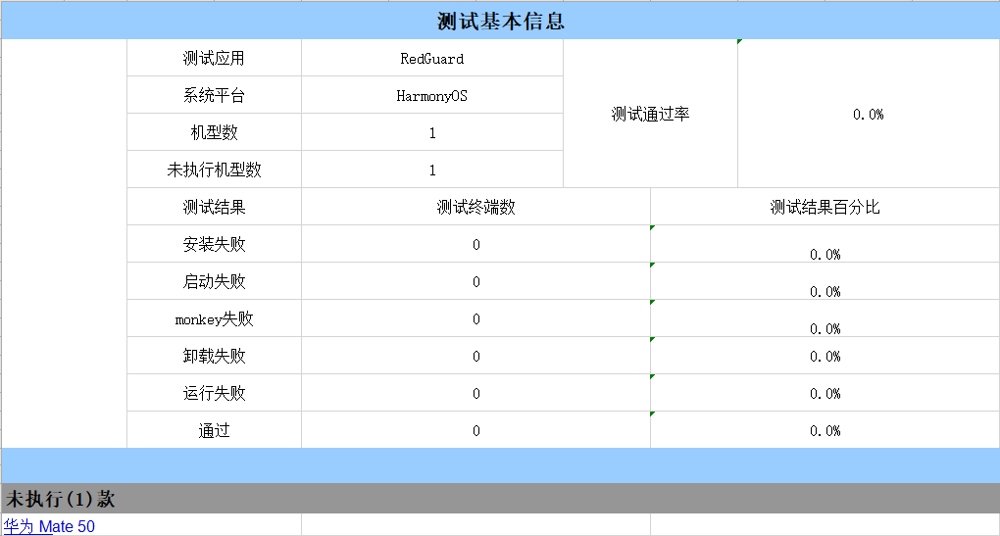 测试基本信息
测试应用 RedGuard
系统平台 HarmonyOS
机型数 1
测试通过率 0.0%
未执行机型数 1
测试结果 测试终端数 测试结果百分比
安装失败 0 0.0%
启动失败 0 0.0%
monkey失败 0 0.0%
卸载失败 0 0.0%
运行失败 0 0.0%
通过 0 0.0%
未执行(1)款
华为 Mate 50